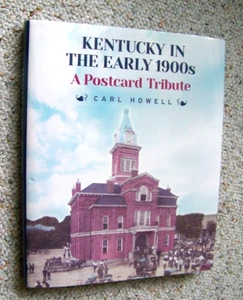 KENTUCKY IN
THE EARLY 1900s
A Postcard Tribute
CARL HOWELL